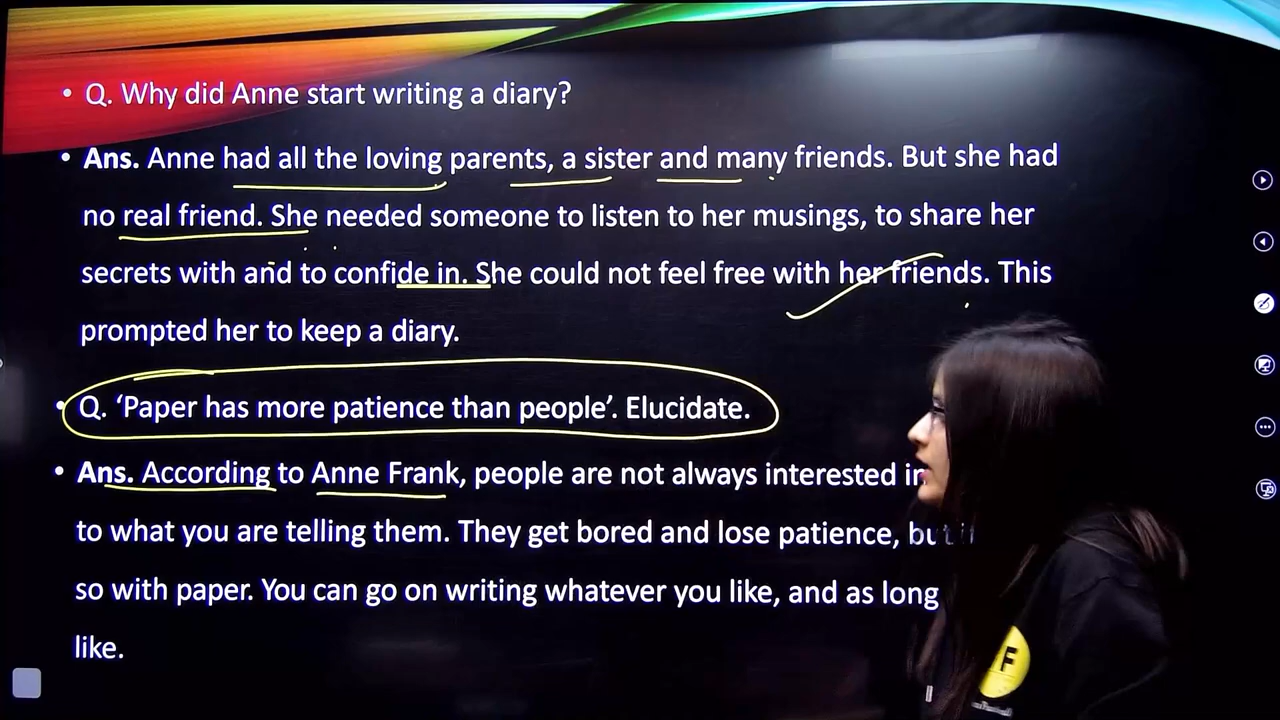 • Q. Why did Anne start writing a diary?
• Ans. Anne had all the loving parents, a sister and many friends. But she had
no real friend. She needed someone to listen to her musings, to share her
secrets with and to confide in. She could not feel free with her friends. This
prompted her to keep a diary.
• Q. ‘Paper has more patience than people’. Elucidate.
• Ans. According to Anne Frank, people are not always interested in
to what you are telling them. They get bored and lose patience, but
so with paper. You can go on writing whatever you like, and as long
like.
F